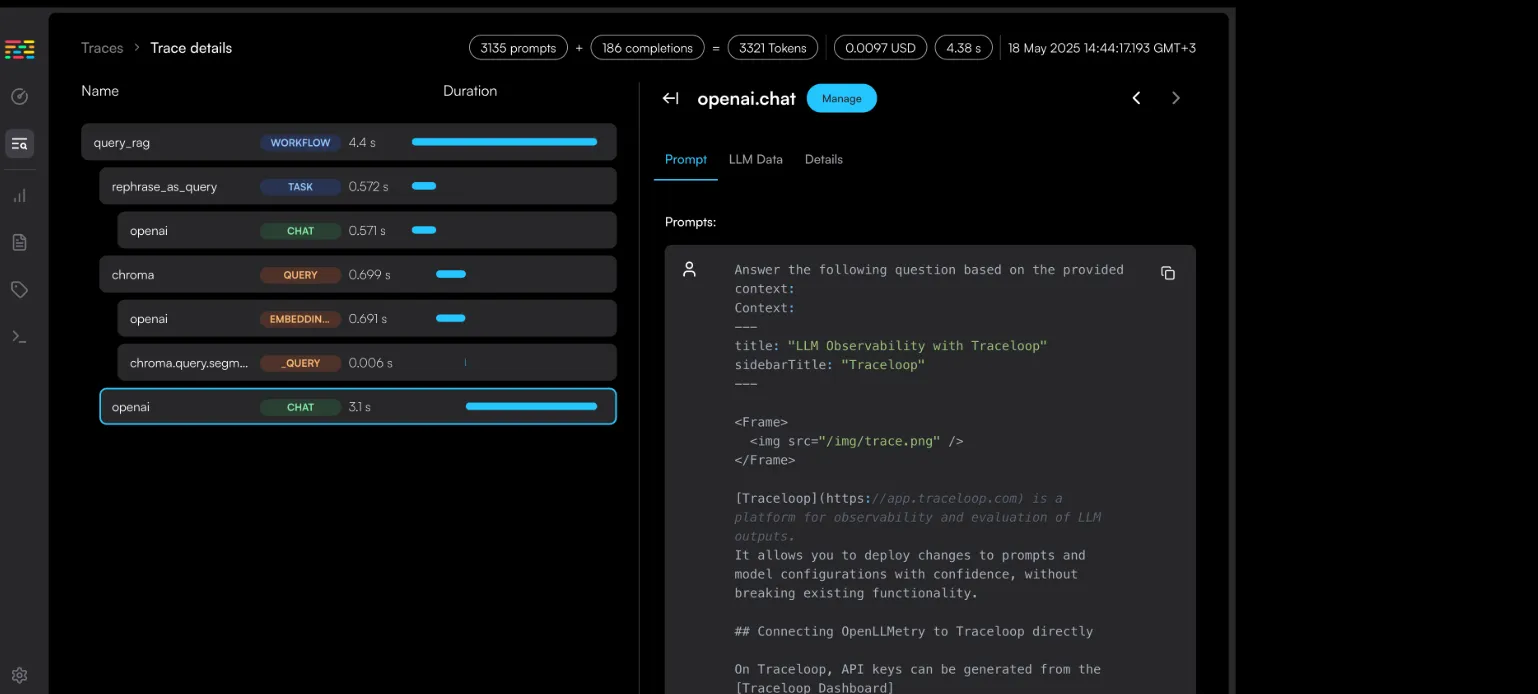 Traces > Trace details
3135 prompts + 186 completions = 3321 Tokens 0.0097 USD 4.38 s 18 May 2025 14:44:17.193 GMT+3
Name Duration
query_rag WORKFLOW 4.4 s
rephrase_as_query TASK 0.572 s
openai CHAT 0.571 s
chroma QUERY 0.699 s
openai EMBEDDIN... 0.691 s
chroma.query.segm... _QUERY 0.006 s
openai CHAT 3.1 s
openai.chat Manage
Prompt LLM Data Details
Prompts:
Answer the following question based on the provided
context:
Context:
---
title: "LLM Observability with Traceloop"
sidebarTitle: "Traceloop"
---
<Frame>
<img src="/img/trace.png" />
</Frame>
[Traceloop](https://app.traceloop.com) is a
platform for observability and evaluation of LLM
outputs.
It allows you to deploy changes to prompts and
model configurations with confidence, without
breaking existing functionality.
## Connecting OpenLLMetry to Traceloop directly
On Traceloop, API keys can be generated from the
[Traceloop Dashboard]